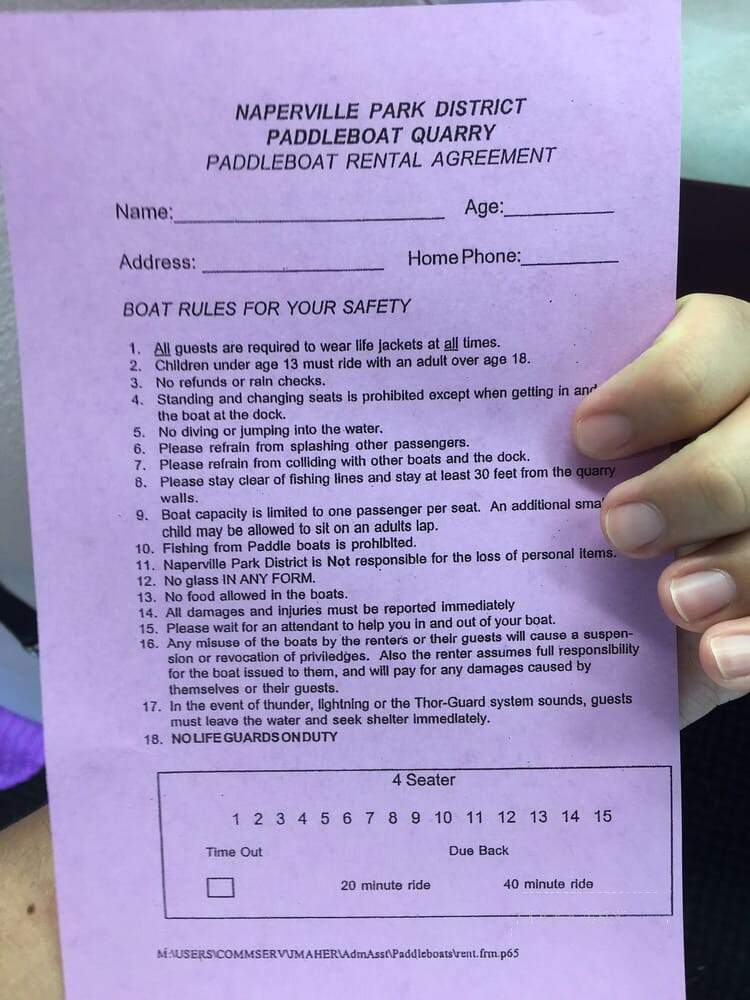 NAPERVILLE PARK DISTRICT
PADDLEBOAT QUARRY
PADDLEBOAT RENTAL AGREEMENT
Name: Age:
Address: Home Phone:
BOAT RULES FOR YOUR SAFETY
1. All guests are required to wear life jackets at all times.
2. Children under age 13 must ride with an adult over age 18.
3. No refunds or rain checks.
4. Standing and changing seats is prohibited except when getting in and
the boat at the dock.
5. No diving or jumping into the water.
6. Please refrain from splashing other passengers.
7. Please refrain from colliding with other boats and the dock.
8. Please stay clear of fishing lines and stay at least 30 feet from the quarry
walls.
9. Boat capacity is limited to one passenger per seat. An additional
child may be allowed to sit on an adults lap.
10. Fishing from Paddle boats is prohibited.
11. Naperville Park District is Not responsible for the loss of personal items.
12. No glass IN ANY FORM.
13. No food allowed in the boats.
14. All damages and injuries must be reported immediately
15. Please wait for an attendant to help you in and out of your boat.
16. Any misuse of the boats by the renters or their guests will cause a suspen-
sion or revocation of priviledges. Also the renter assumes full responsibility
for the boat issued to them, and will pay for any damages caused by
themselves or their guests.
17. In the event of thunder, lightning or the Thor-Guard system sounds, guests
must leave the water and seek shelter immediately.
18. NO LIFE GUARDS ON DUTY
4 Seater
1 2 3 4 5 6 7 8 9 10 11 12 13 14 15
Time Out Due Back
20 minute ride 40 minute ride
M:\USERS\COMMSERV\JMAHER\AdmAsst\Paddleboats\rent.frm.p65